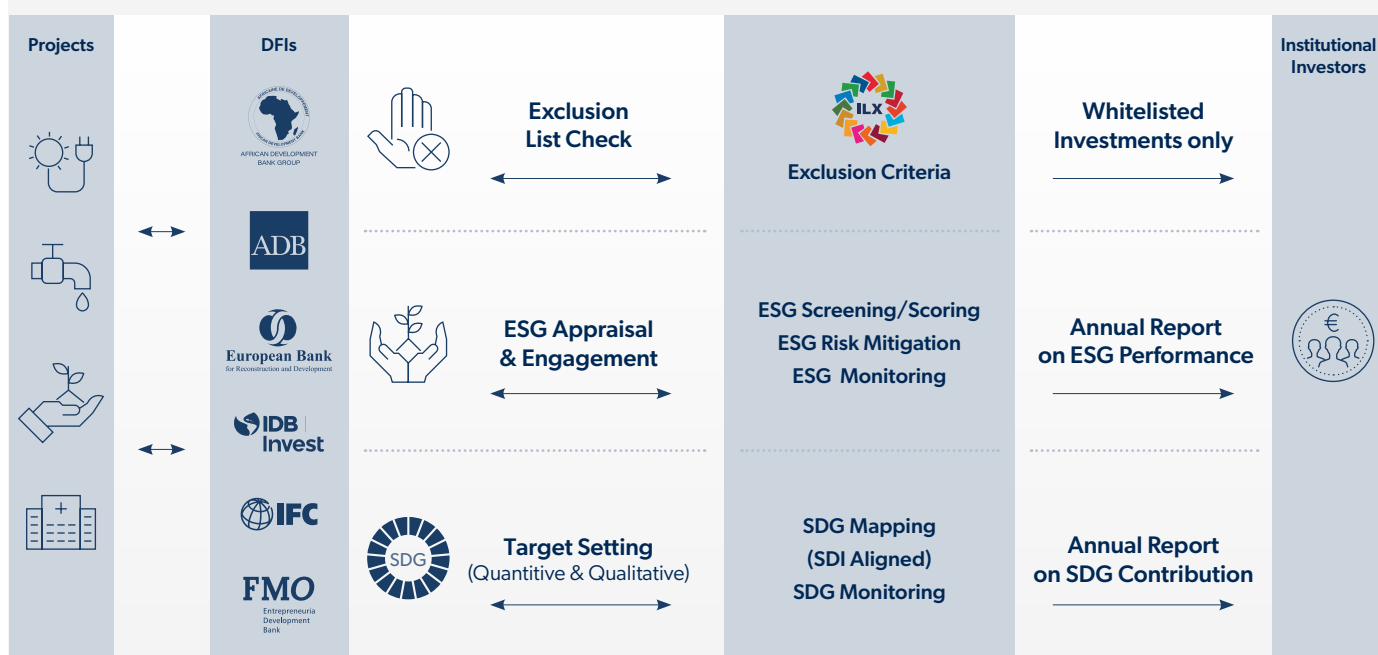 Projects
DFIs
AFRICAN DEVELOPMENT
BANK GROUP
ADB
European Bank
for Reconstruction and Development
IDB
Invest
IFC
FMO
Entrepreneuria
Development
Bank
Exclusion
List Check
ESG Appraisal
& Engagement
SDG
Target Setting
(Quantitive & Qualitative)
ILX
Exclusion Criteria
ESG Screening/Scoring
ESG Risk Mitigation
ESG Monitoring
SDG Mapping
(SDI Aligned)
SDG Monitoring
Whitelisted
Investments only
Annual Report
on ESG Performance
Annual Report
on SDG Contribution
Institutional
Investors
€